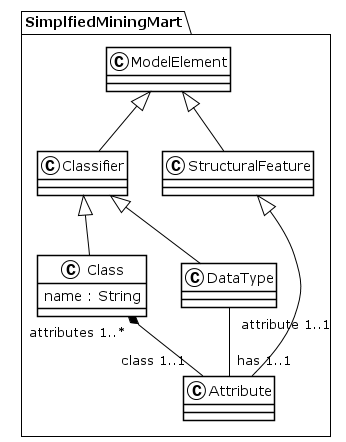 SimplfiedMiningMart
C ModelElement
C Classifier
C StructuralFeature
C Class
name : String
C DataType
attributes 1..*
attribute 1..1
class 1..1
has 1..1
C Attribute